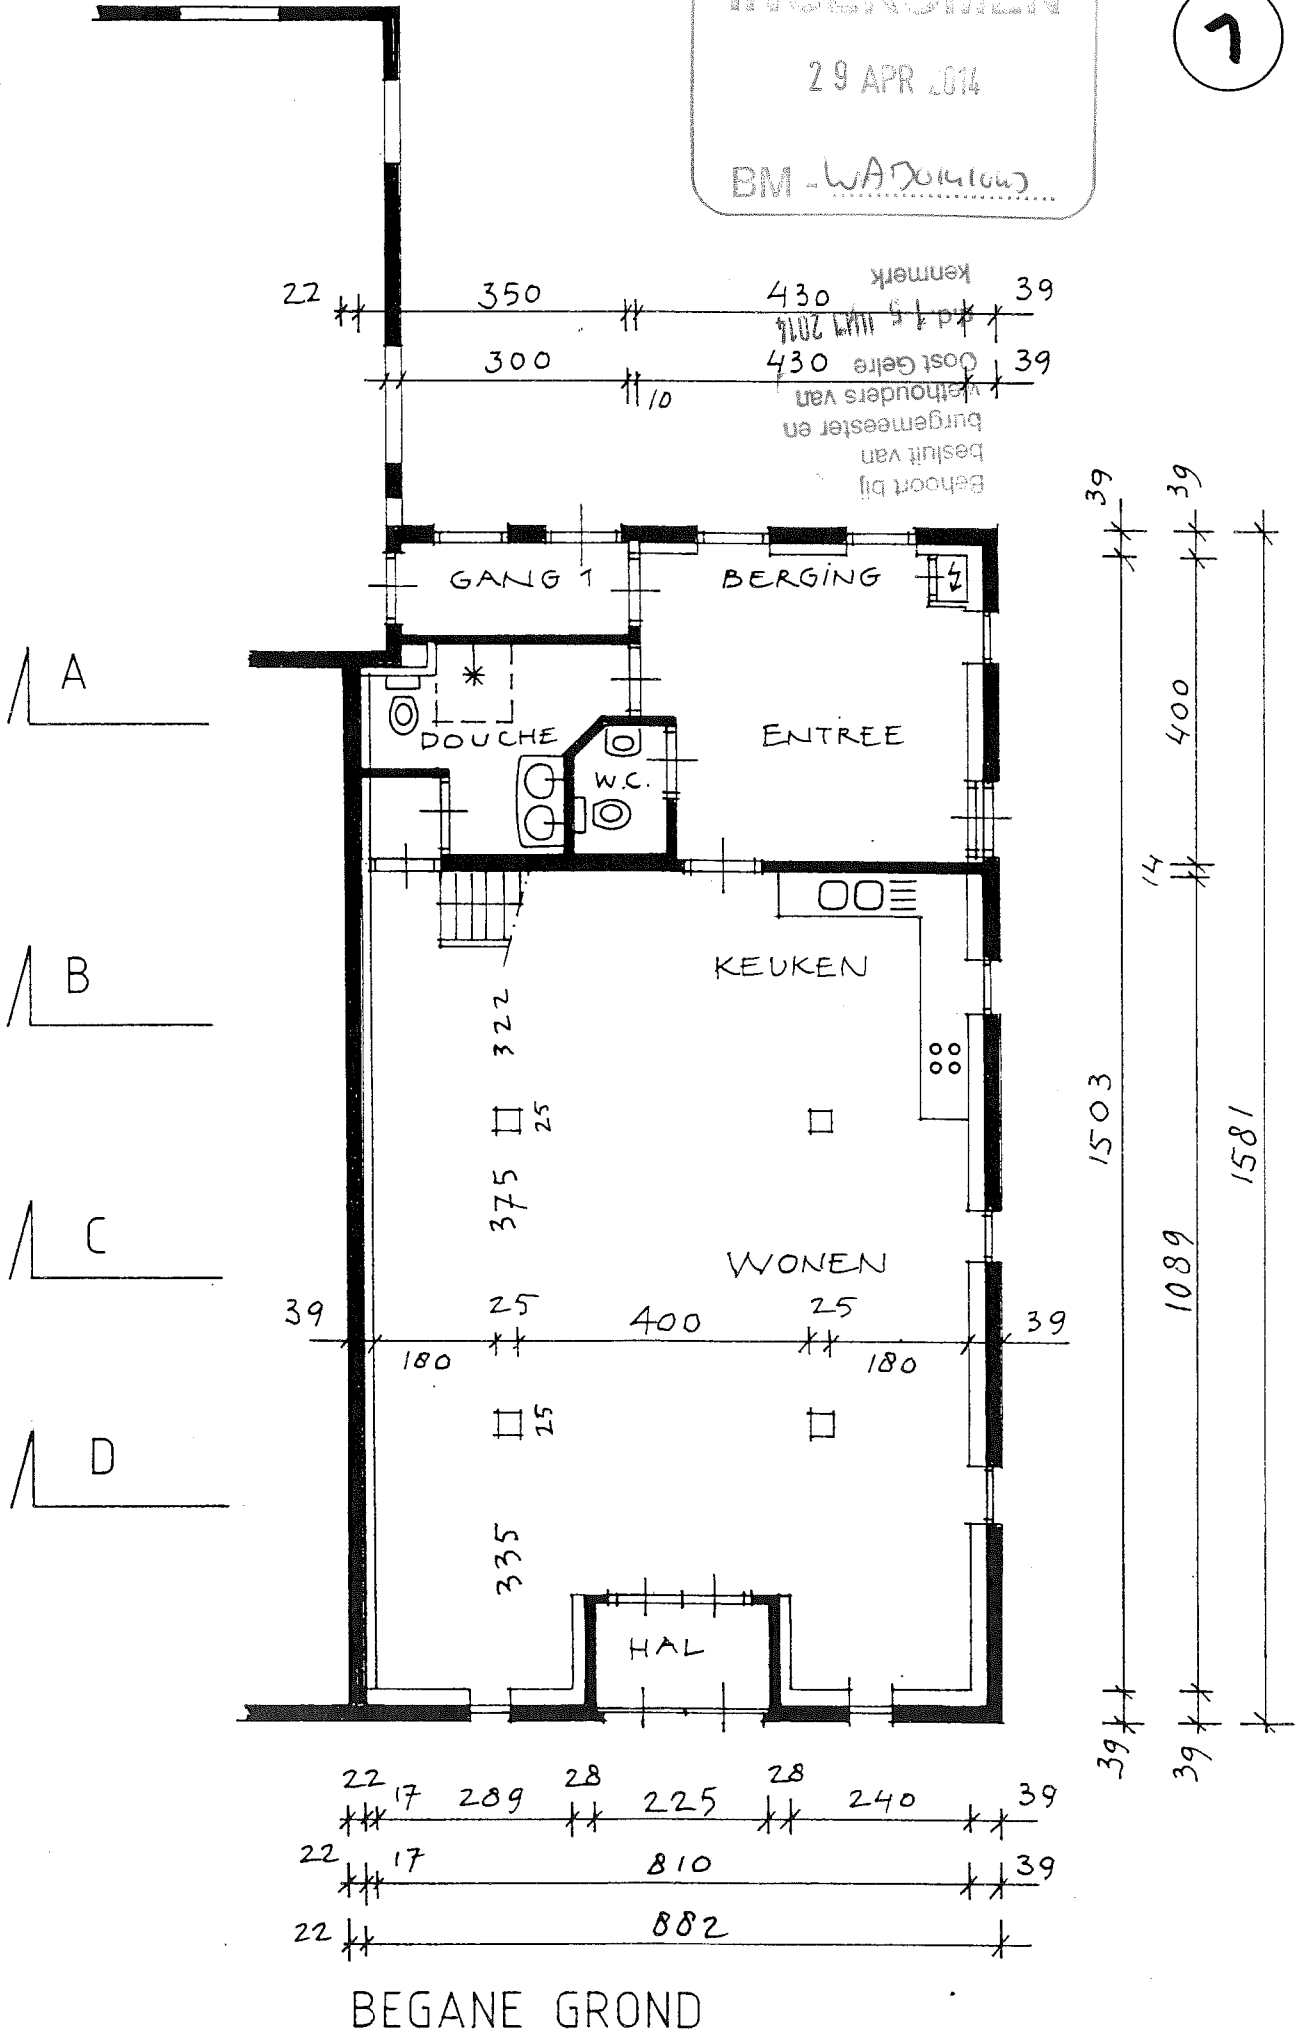 1
29 APR 2014
BM - 
kenmerk
d.d. 15 2014
Oost Gelre
wethouders van
burgemeester en
besluit van
Behoort bij
22 350 430 39
300 430 39
10
39 39
GANG 1 BERGING
A
400
DOUCHE ENTREE
W.C.
14
B
KEUKEN
322
1503
25
1581
375
C
WONEN
1089
39 25 400 25 39
180 180
25
D
335
HAL
39 39
22 17 289 28 225 28 240 39
22 17 810 39
22 882
BEGANE GROND